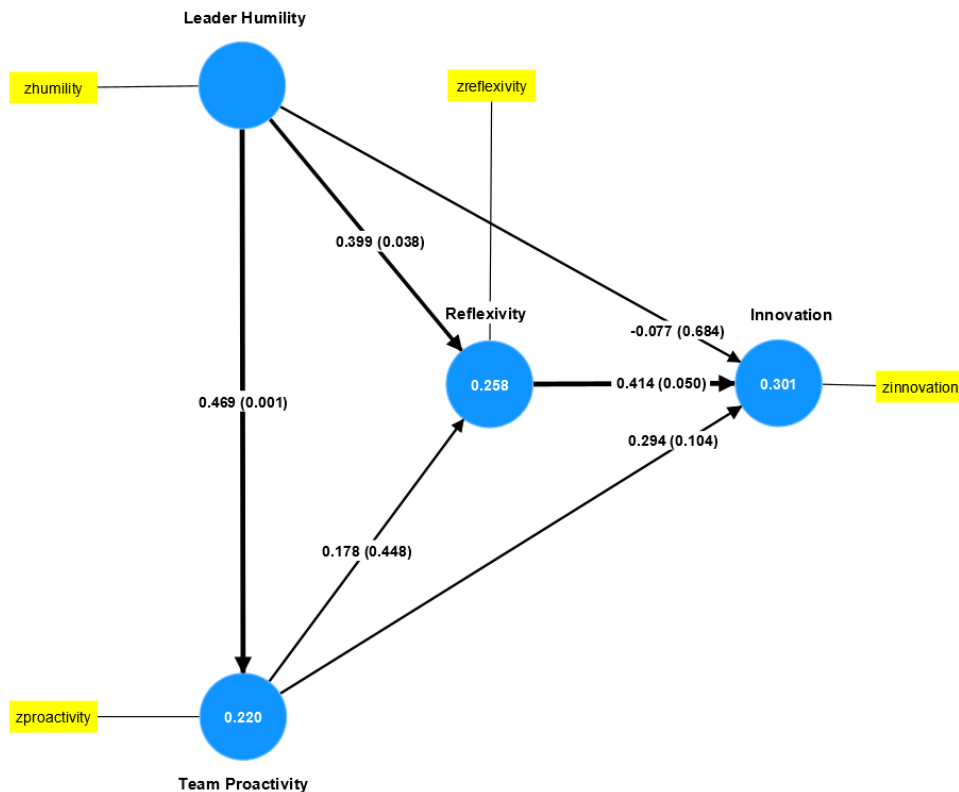 Leader Humility
zhumility
zreflexivity
0.399 (0.038)
Reflexivity
Innovation
-0.077 (0.684)
0.258
0.414 (0.050)
0.301
zinnovation
0.469 (0.001)
0.294 (0.104)
0.178 (0.448)
zproactivity
0.220
Team Proactivity